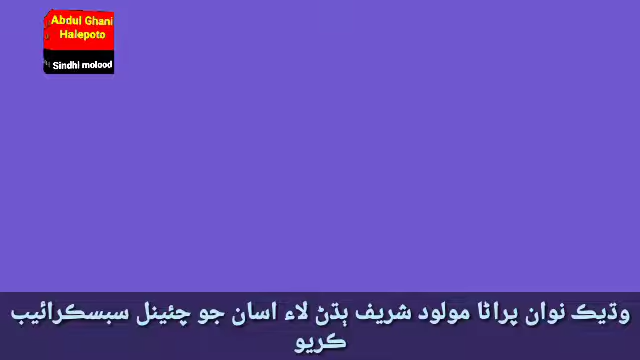 Abdul Ghani
Halepoto
Sindhi molood
وڌيڪ نوان پراڻا مولود شريف ٻڌڻ لاءِ اسان جو چئينل سبسڪرائيب
ڪريو